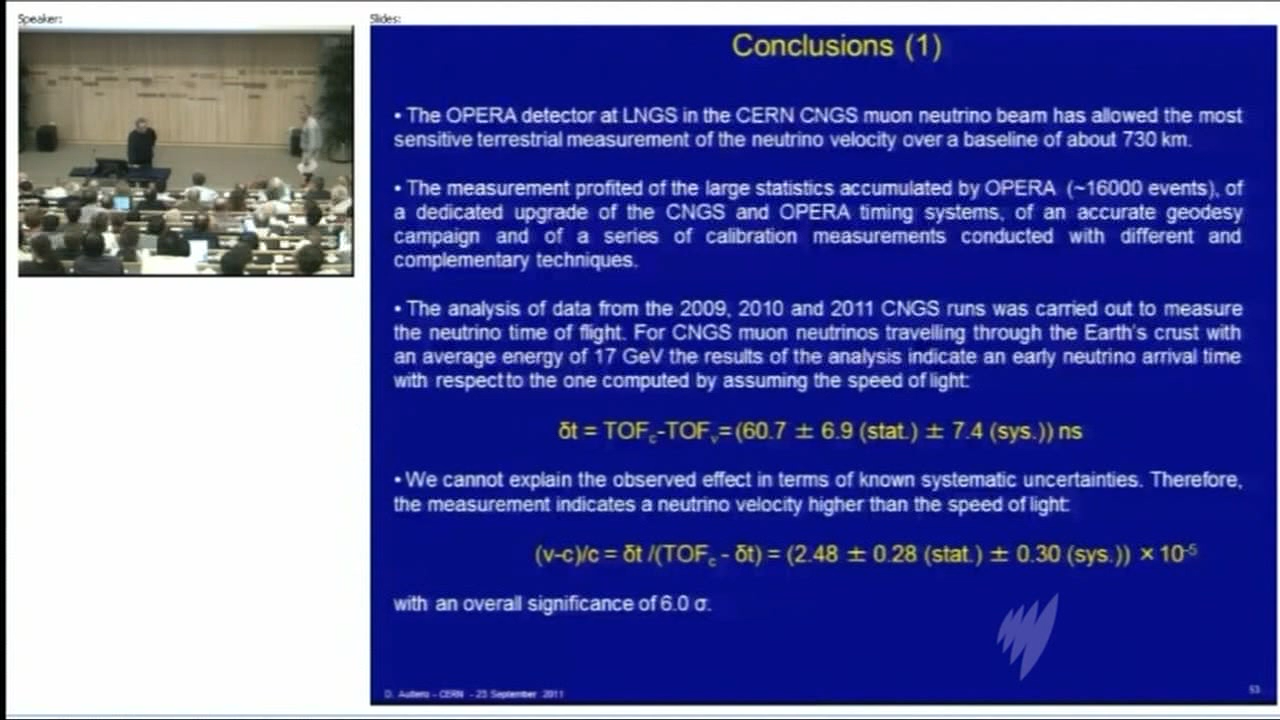 Speaker:
Slides:
Conclusions (1)
• The OPERA detector at LNGS in the CERN CNGS muon neutrino beam has allowed the most
sensitive terrestrial measurement of the neutrino velocity over a baseline of about 730 km.
• The measurement profited of the large statistics accumulated by OPERA (~16000 events), of
a dedicated upgrade of the CNGS and OPERA timing systems, of an accurate geodesy
campaign and of a series of calibration measurements conducted with different and
complementary techniques.
• The analysis of data from the 2009, 2010 and 2011 CNGS runs was carried out to measure
the neutrino time of flight. For CNGS muon neutrinos travelling through the Earth's crust with
an average energy of 17 GeV the results of the analysis indicate an early neutrino arrival time
with respect to the one computed by assuming the speed of light:
δt = TOFc-TOFν= (60.7 ± 6.9 (stat.) ± 7.4 (sys.)) ns
• We cannot explain the observed effect in terms of known systematic uncertainties. Therefore,
the measurement indicates a neutrino velocity higher than the speed of light:
(v-c)/c = δt /(TOFc - δt) = (2.48 ± 0.28 (stat.) ± 0.30 (sys.)) × 10⁻⁵
with an overall significance of 6.0 σ.
D. Autiero - CERN - 23 September 2011
53